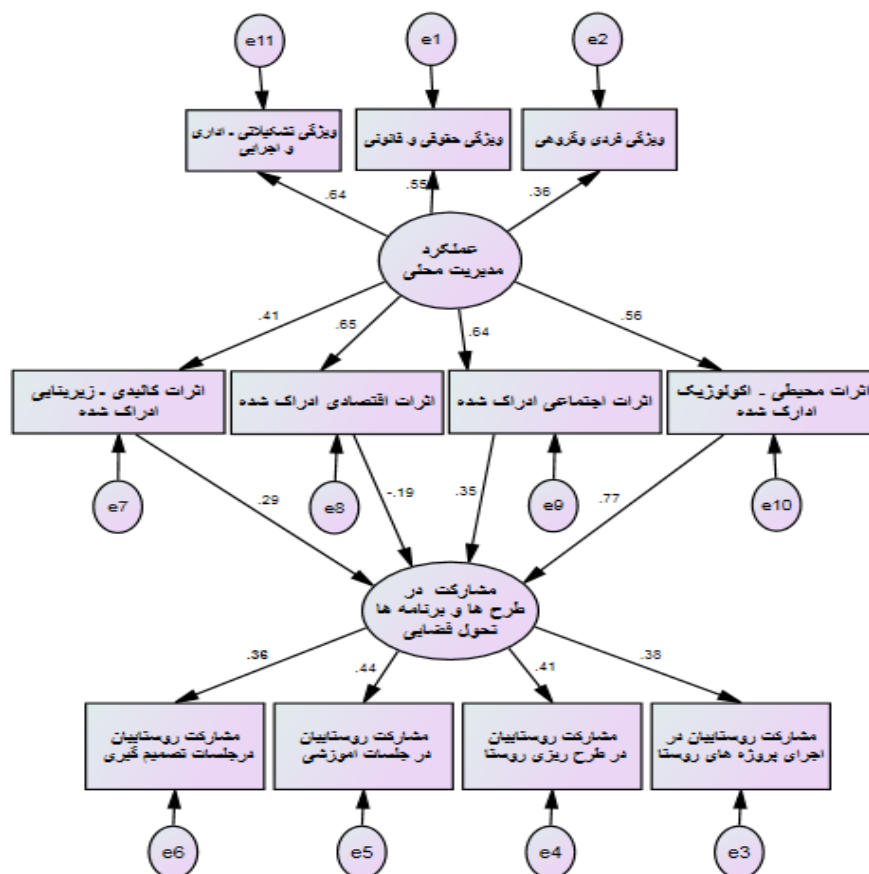 e11
e1
e2
ویژگی تشکیلاتی - اداری
و اجرایی
ویژگی حقوقی و قانونی
ویژگی فردی وگروهی
.64
.55
.36
عملکرد
مدیریت محلی
.41
.65
.64
.56
اثرات کالبدی - زیربنایی
ادراک شده
اثرات اقتصادی ادراک شده
اثرات اجتماعی ادراک شده
اثرات محیطی - اکولوژیک
ادارک شده
e7
e8
e9
e10
.29
-.19
.35
.77
مشارکت در
طرح ها و برنامه ها
تحول فضایی
.36
.44
.41
.38
مشارکت روستاییان
درجلسات تصمیم گیری
مشارکت روستاییان
در جلسات آموزشی
مشارکت روستاییان
در طرح ریزی روستا
مشارکت روستاییان در
اجرای پروژه های روستا
e6
e5
e4
e3